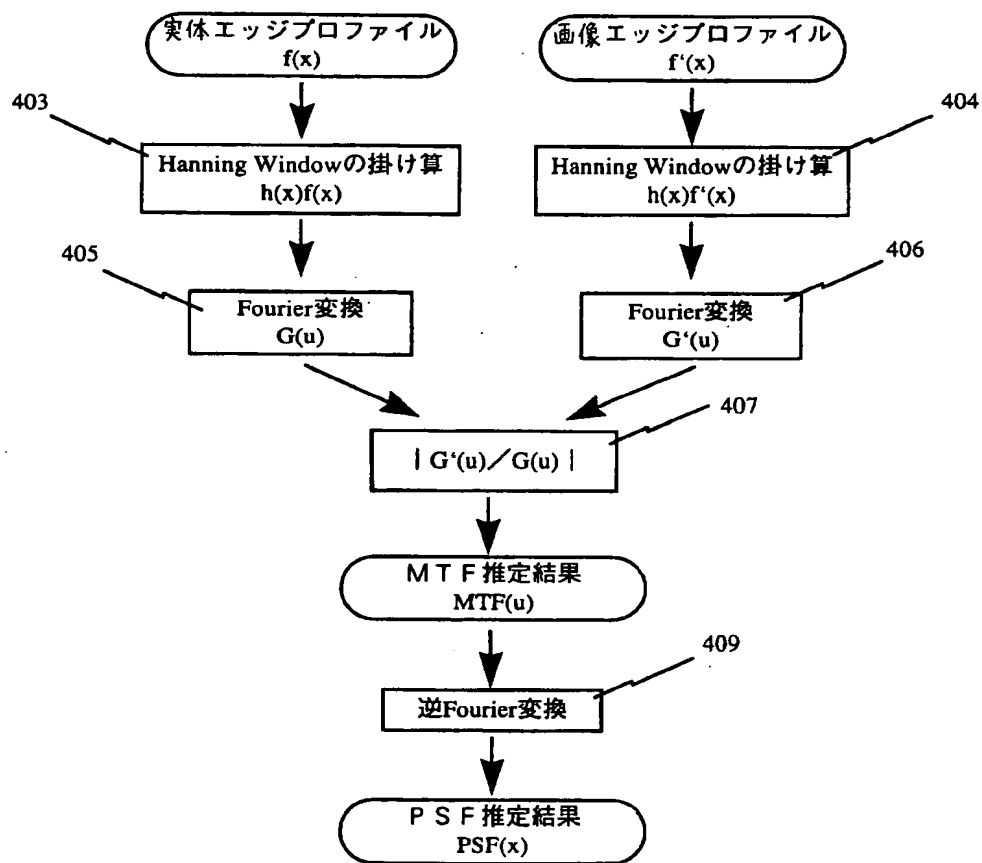 実体エッジプロファイル
f(x)
画像エッジプロファイル
f‘(x)
403
404
Hanning Windowの掛け算
h(x)f(x)
Hanning Windowの掛け算
h(x)f‘(x)
405
406
Fourier変換
G(u)
Fourier変換
G‘(u)
407
| G‘(u)／G(u) |
ＭＴＦ推定結果
MTF(u)
409
逆Fourier変換
ＰＳＦ推定結果
PSF(x)